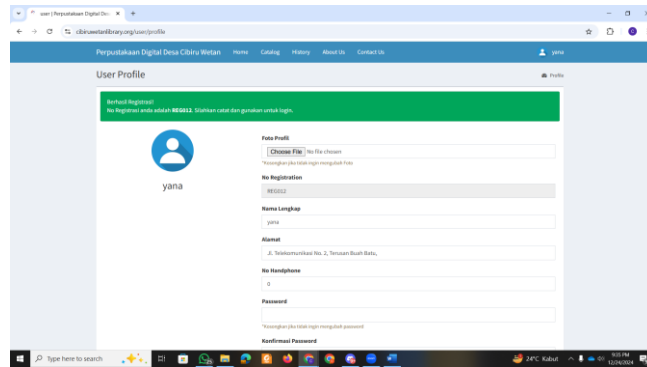 user | Perpustakaan Digital Des
cibiruwetanlibrary.org/user/profile
Perpustakaan Digital Desa Cibiru Wetan Home Catalog History About Us Contact Us yana
User Profile
Profile
Berhasil Registrasi!
No Registrasi anda adalah REG012. Silahkan catat dan gunakan untuk login.
yana
Foto Profil
Choose File No file chosen
*Kosongkan jika tidak ingin mengubah Foto
No Registration
REG012
Nama Lengkap
yana
Alamat
Jl. Telekomunikasi No. 2, Terusan Buah Batu,
No Handphone
0
Password
*Kosongkan jika tidak ingin mengubah password
Konfirmasi Password
Type here to search
24°C Kabut
9:05 PM
12/24/2024